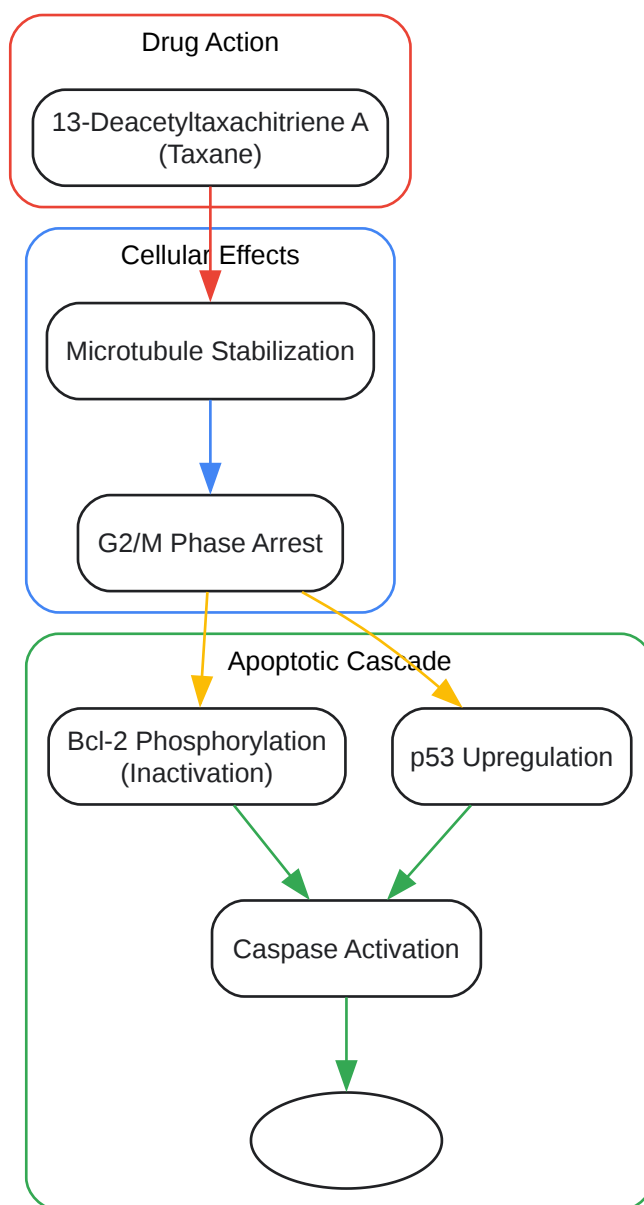 Drug Action
13-Deacetyltaxachitriene A
(Taxane)
Cellular Effects
Microtubule Stabilization
G2/M Phase Arrest
Apoptotic Cascade
Bcl-2 Phosphorylation
(Inactivation)
p53 Upregulation
Caspase Activation